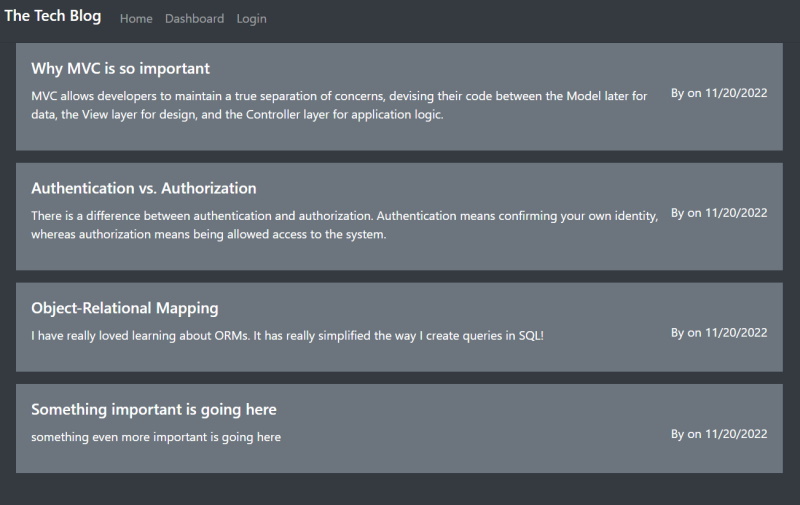 The Tech Blog Home Dashboard Login
Why MVC is so important
MVC allows developers to maintain a true separation of concerns, devising their code between the Model later for
data, the View layer for design, and the Controller layer for application logic.
By on 11/20/2022
Authentication vs. Authorization
There is a difference between authentication and authorization. Authentication means confirming your own identity,
whereas authorization means being allowed access to the system.
By on 11/20/2022
Object-Relational Mapping
I have really loved learning about ORMs. It has really simplified the way I create queries in SQL!
By on 11/20/2022
Something important is going here
something even more important is going here
By on 11/20/2022